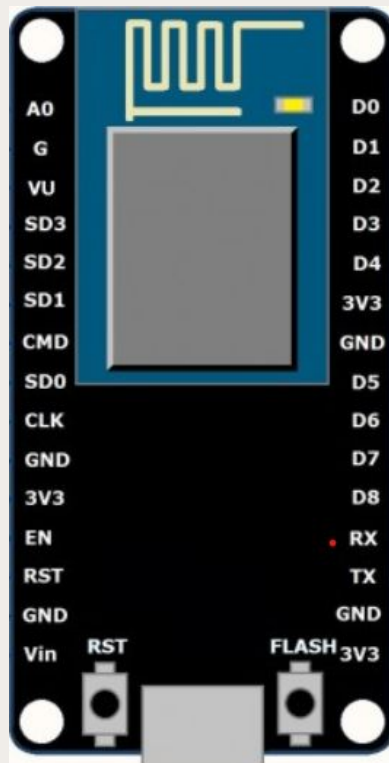 A0 D0
G D1
VU D2
SD3 D3
SD2 D4
SD1 3V3
CMD GND
SD0 D5
CLK D6
GND D7
3V3 D8
EN RX
RST TX
GND GND
RST FLASH
Vin 3V3